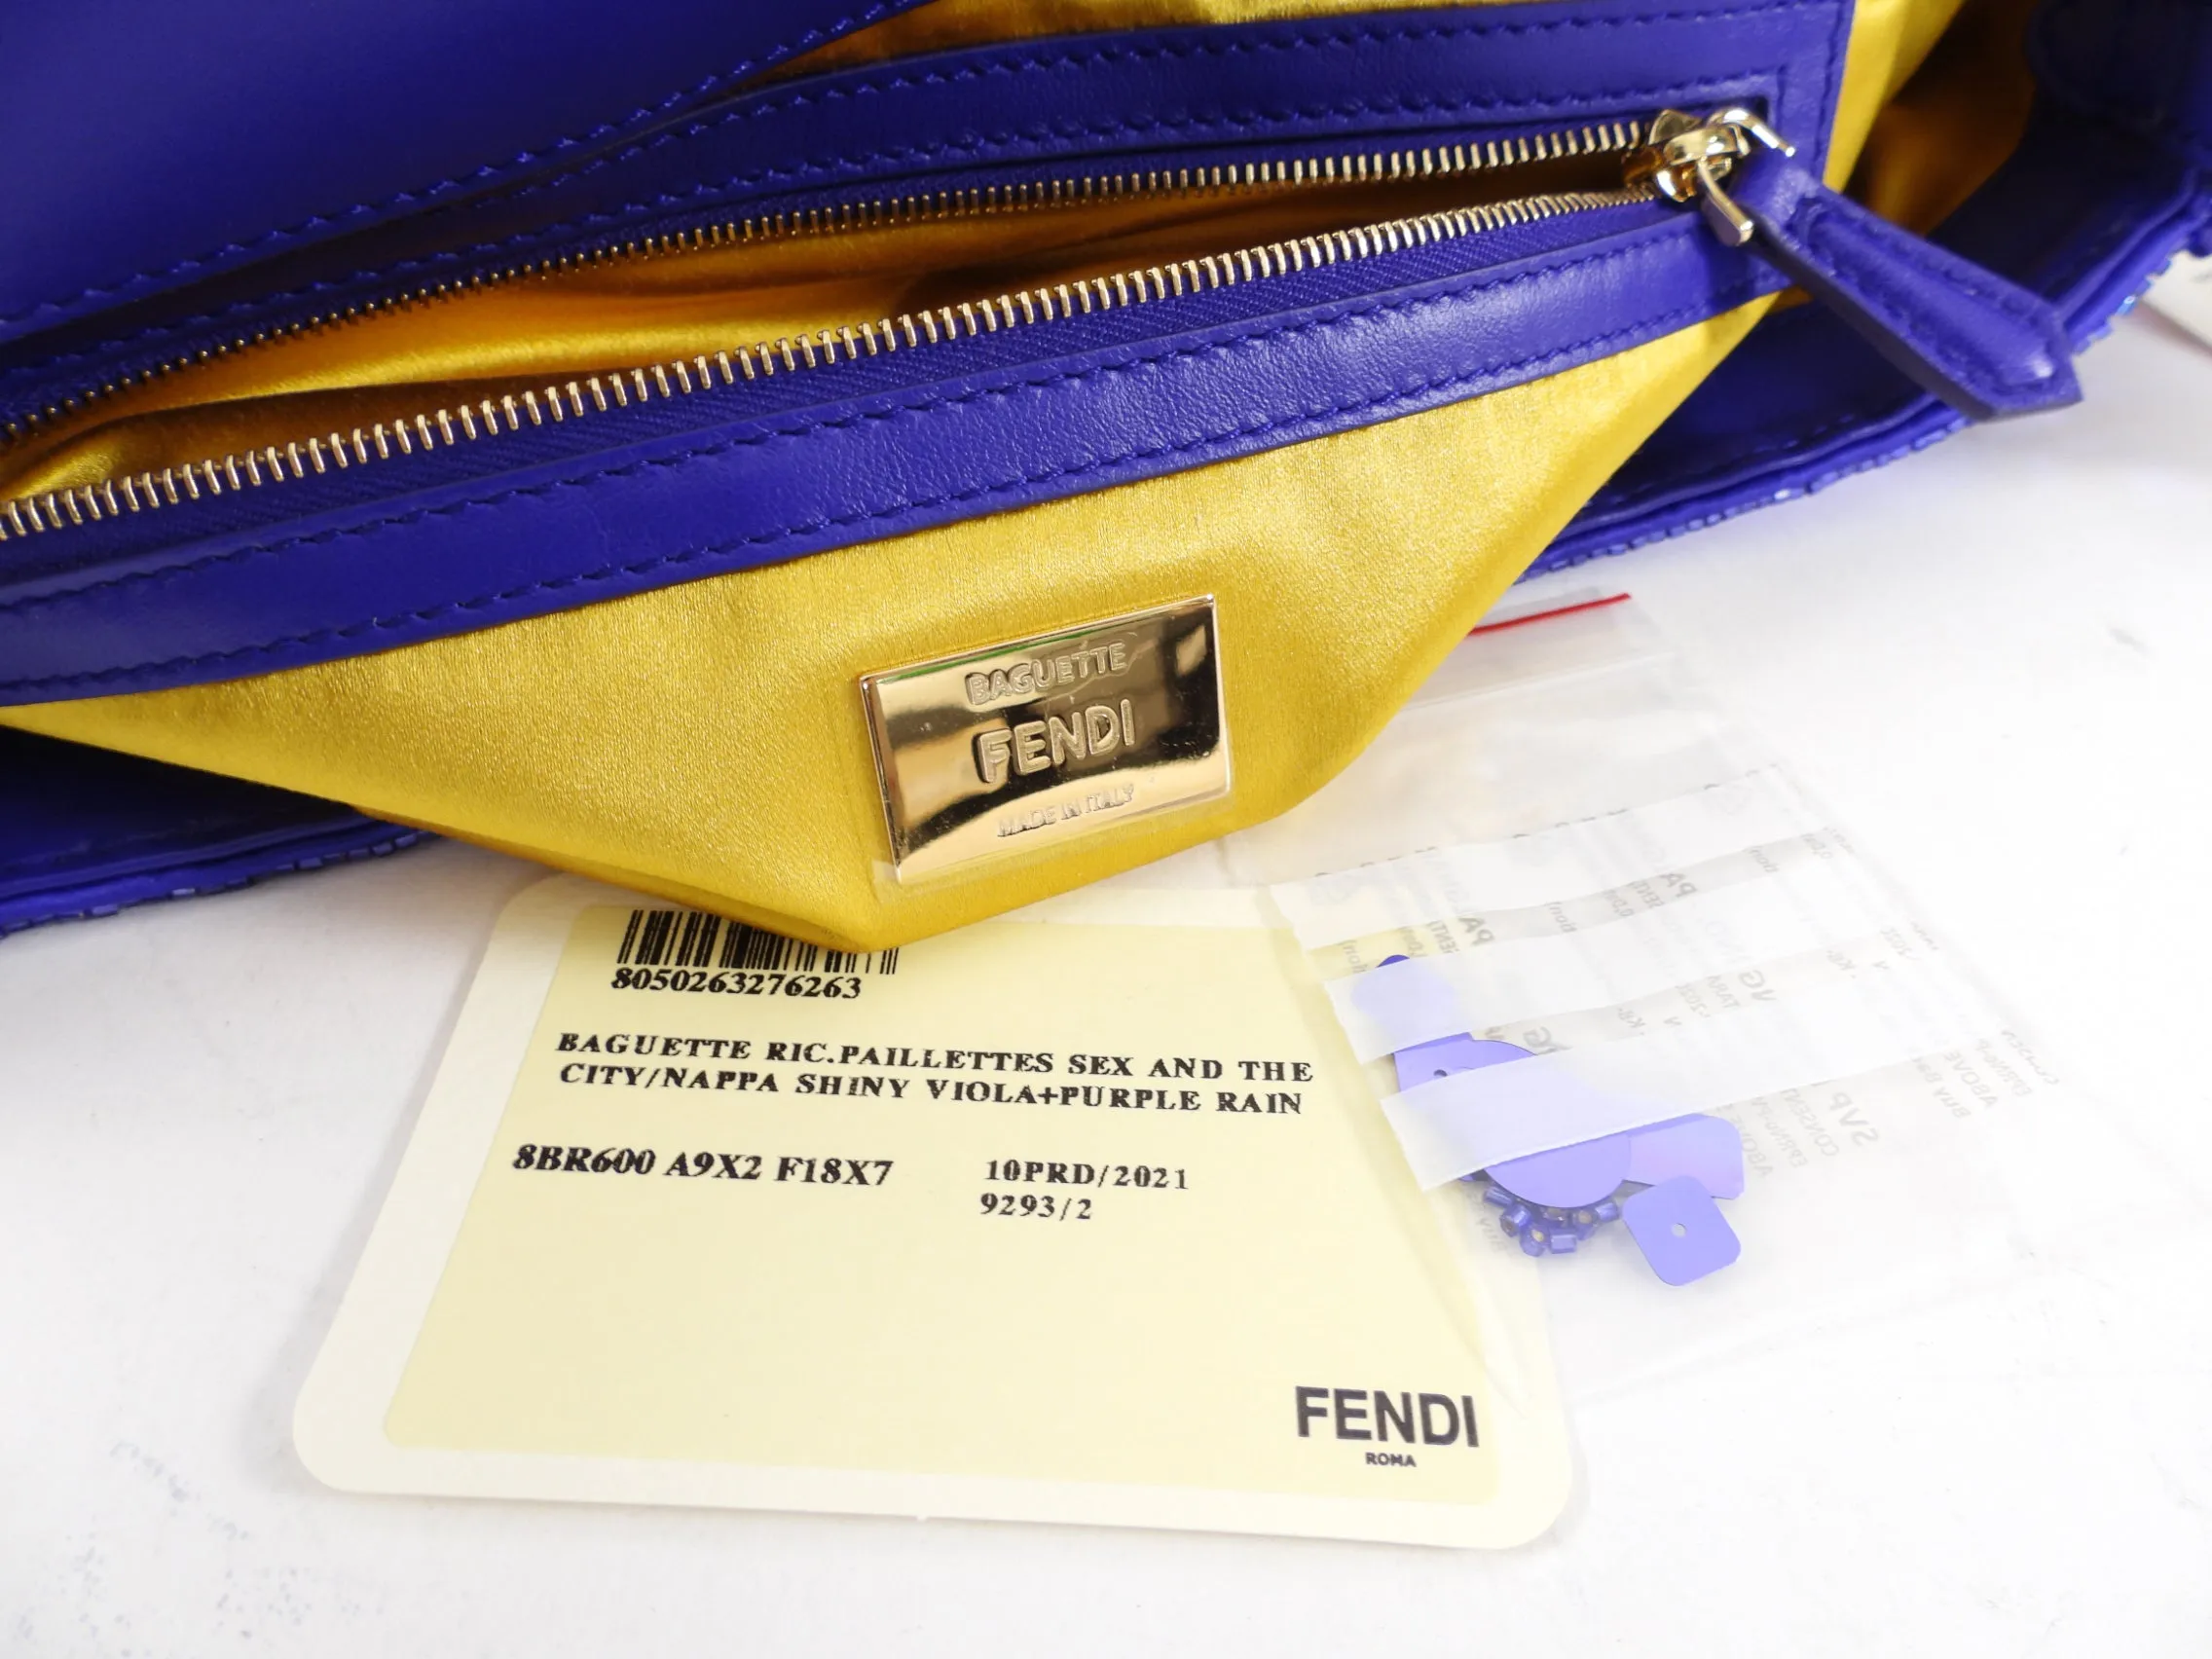 BAGUETTE
FENDI
MADE IN ITALY
8050263276263
BAGUETTE RIC.PAILLETTES SEX AND THE
CITY/NAPPA SHINY VIOLA+PURPLE RAIN
8BR600 A9X2 F18X7
10PRD/2021
9293/2
FENDI
ROMA